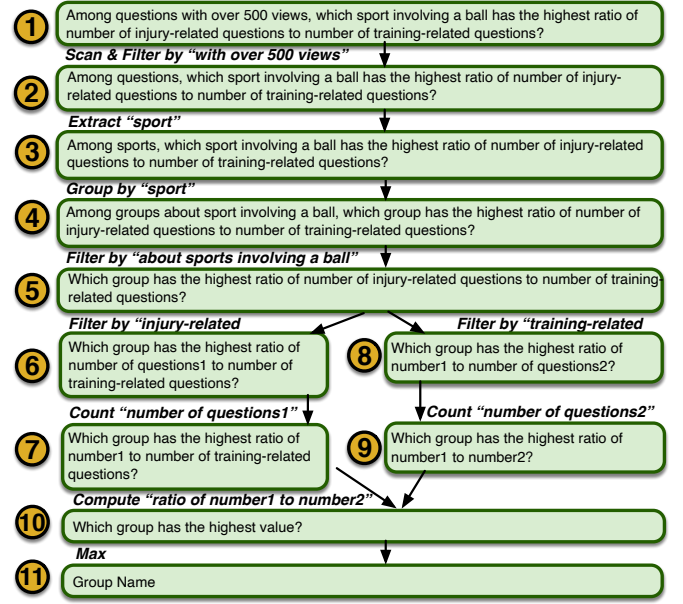 1
Among questions with over 500 views, which sport involving a ball has the highest ratio of
number of injury-related questions to number of training-related questions?
Scan & Filter by "with over 500 views"
2
Among questions, which sport involving a ball has the highest ratio of number of injury-
related questions to number of training-related questions?
Extract "sport"
3
Among sports, which sport involving a ball has the highest ratio of number of injury-related
questions to number of training-related questions?
Group by "sport"
4
Among groups about sport involving a ball, which group has the highest ratio of number of
injury-related questions to number of training-related questions?
Filter by "about sports involving a ball"
5
Which group has the highest ratio of number of injury-related questions to number of training-
related questions?
Filter by "injury-related
6
Which group has the highest ratio of
number of questions1 to number of
training-related questions?
Count "number of questions1"
7
Which group has the highest ratio of
number1 to number of training-related
questions?
Filter by "training-related
8
Which group has the highest ratio of
number1 to number of questions2?
Count "number of questions2"
9
Which group has the highest ratio of
number1 to number2?
Compute "ratio of number1 to number2"
10
Which group has the highest value?
Max
11
Group Name